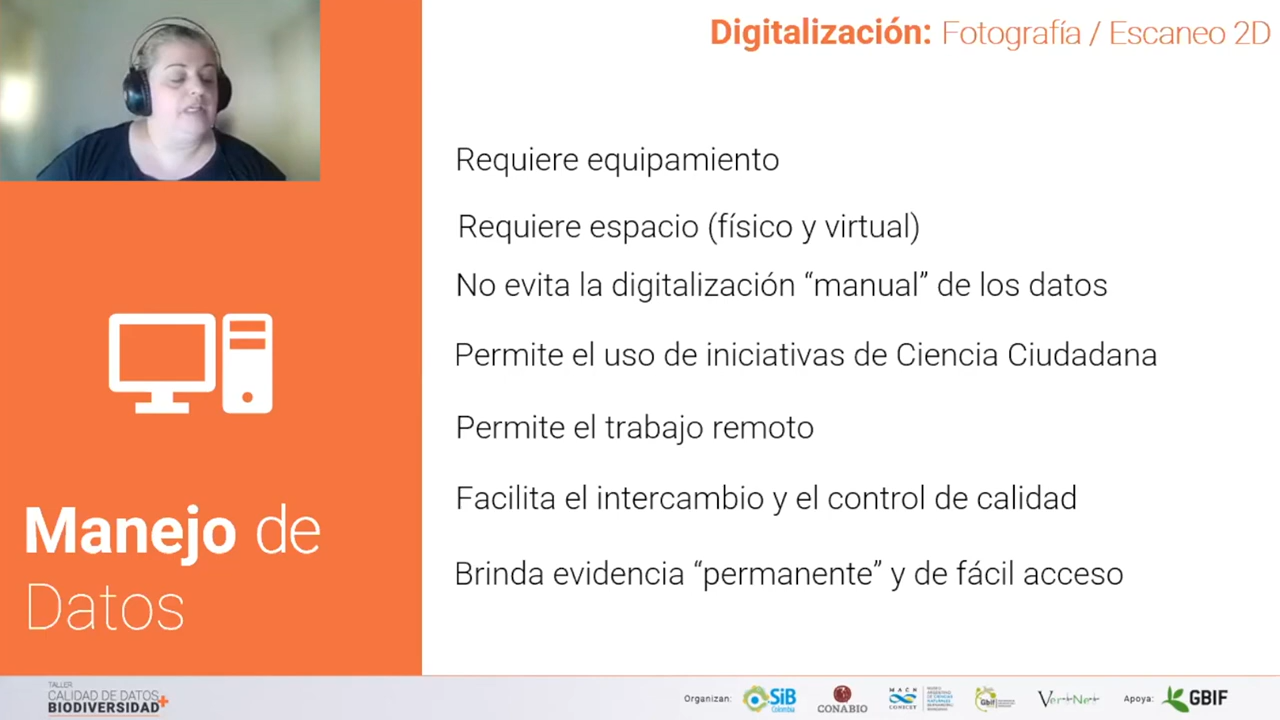 Digitalización: Fotografía / Escaneo 2D
Requiere equipamiento
Requiere espacio (físico y virtual)
No evita la digitalización “manual” de los datos
Permite el uso de iniciativas de Ciencia Ciudadana
Permite el trabajo remoto
Facilita el intercambio y el control de calidad
Brinda evidencia “permanente” y de fácil acceso
Manejo de
Datos
TALLER
CALIDAD DE DATOS
BIODIVERSIDAD+
Organizan:
SiB
Colombia
CONABIO
MACN
CONICET
VertNet
Apoya:
GBIF